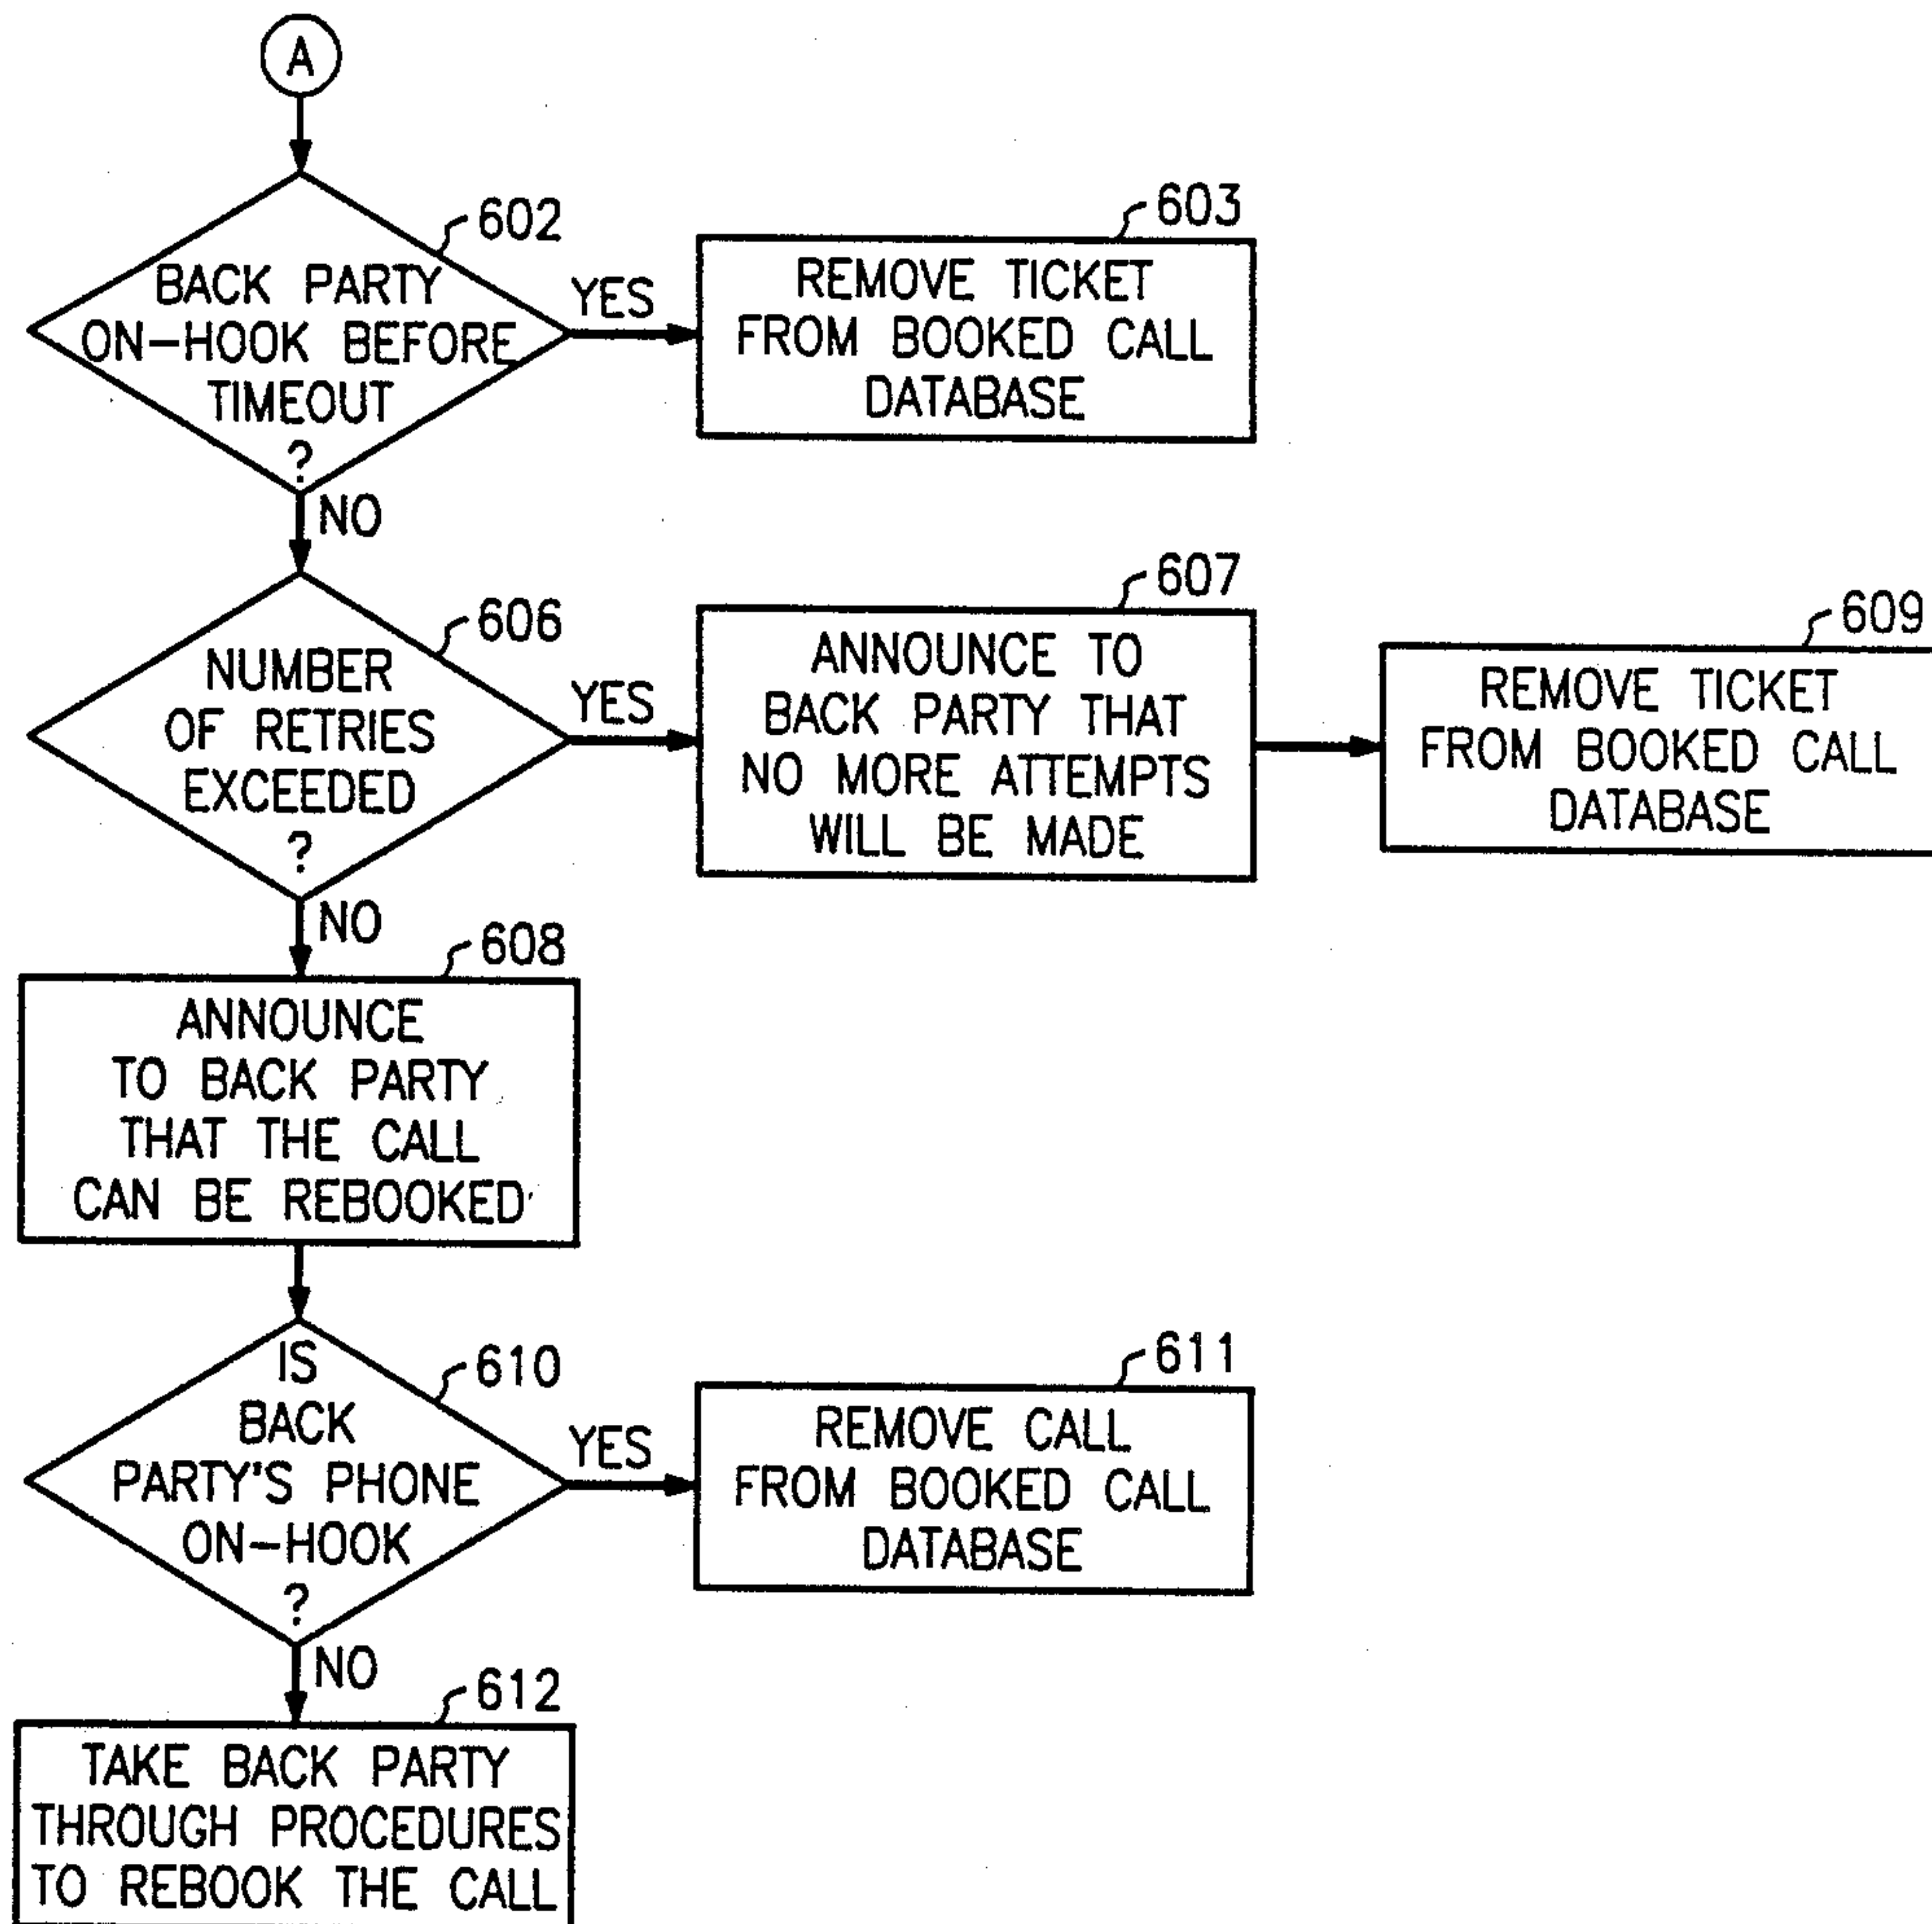 A
602
BACK PARTY
ON-HOOK BEFORE
TIMEOUT
?
YES
603
REMOVE TICKET
FROM BOOKED CALL
DATABASE
NO
606
NUMBER
OF RETRIES
EXCEEDED
?
YES
607
ANNOUNCE TO
BACK PARTY THAT
NO MORE ATTEMPTS
WILL BE MADE
609
REMOVE TICKET
FROM BOOKED CALL
DATABASE
NO
608
ANNOUNCE
TO BACK PARTY
THAT THE CALL
CAN BE REBOOKED
610
IS
BACK
PARTY'S PHONE
ON-HOOK
?
YES
611
REMOVE CALL
FROM BOOKED CALL
DATABASE
NO
612
TAKE BACK PARTY
THROUGH PROCEDURES
TO REBOOK THE CALL